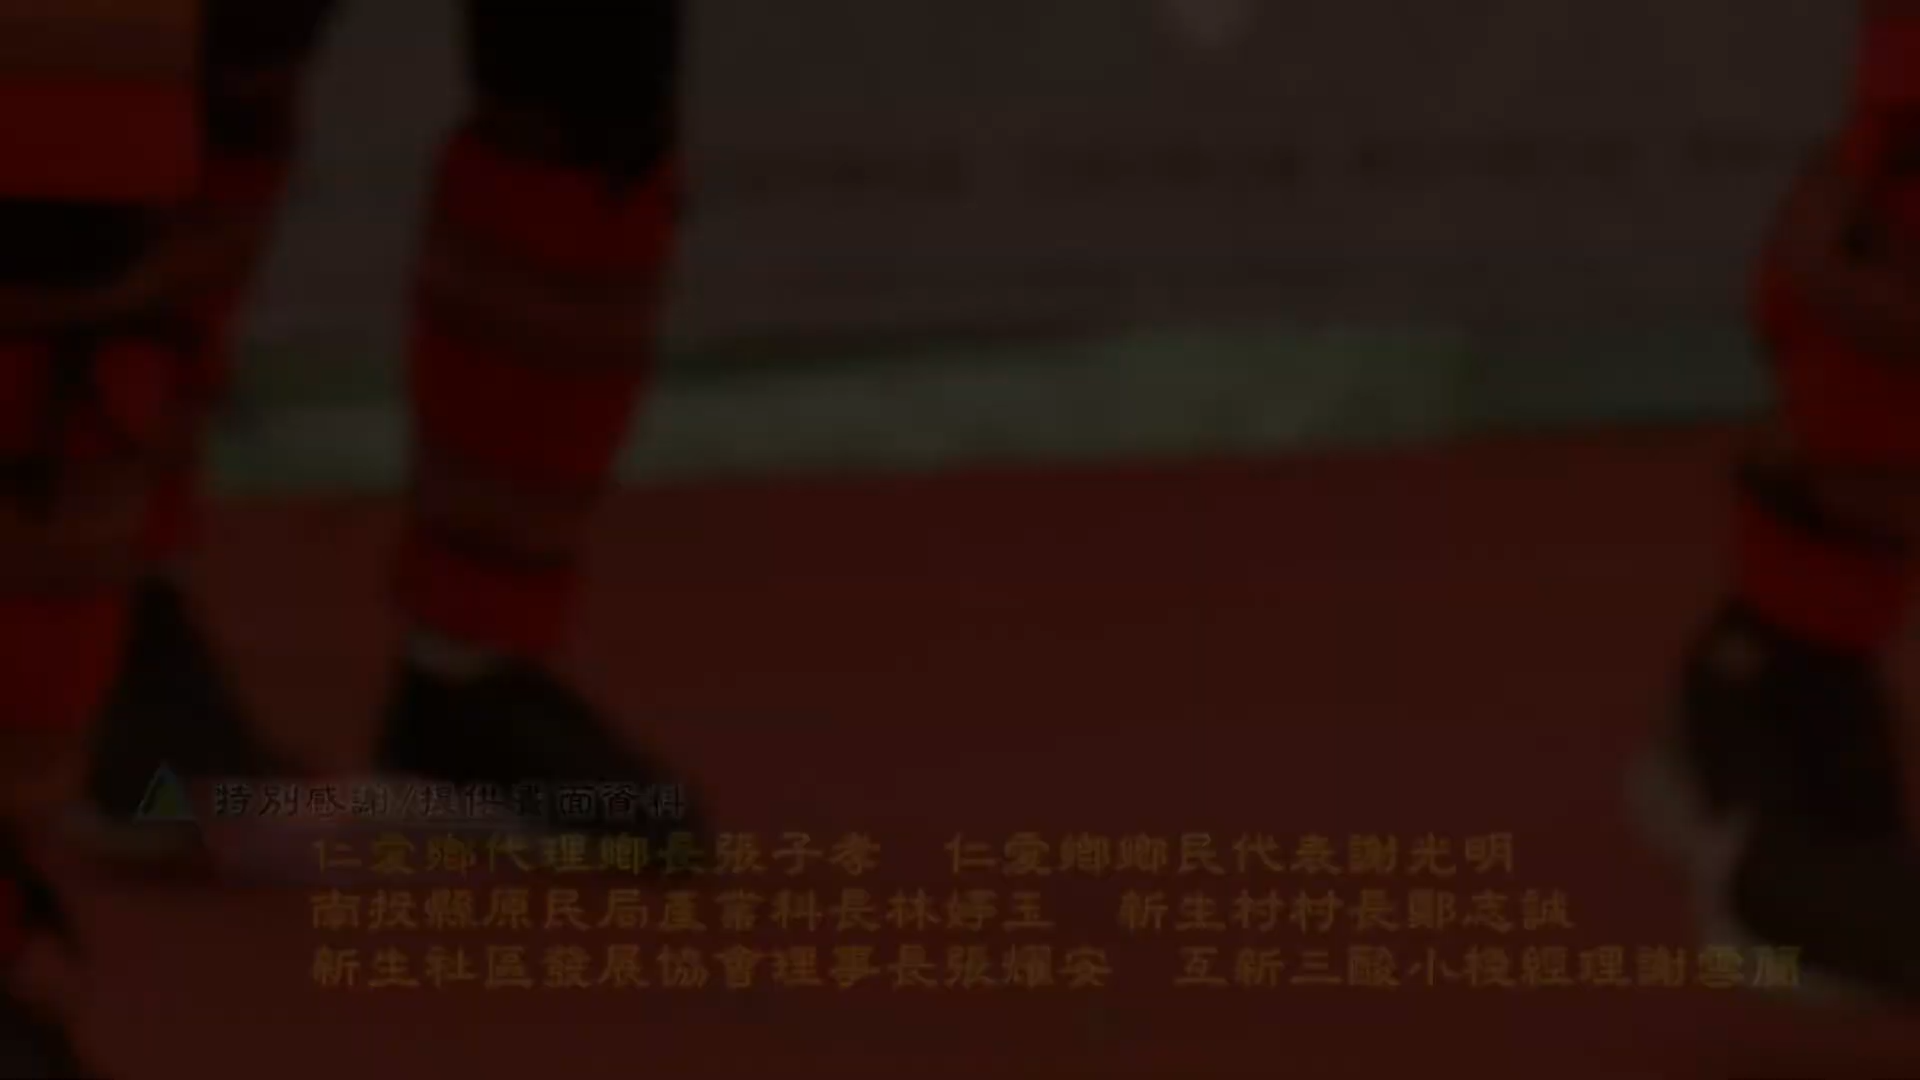 特別感謝/提供畫面資料
仁愛鄉代理鄉長張子孝 仁愛鄉鄉民代表謝光明
南投縣原民局產業科長林婷玉 新生村村長鄭志誠
新生社區發展協會理事長張耀安 互新三酸小棧經理謝雲蘭